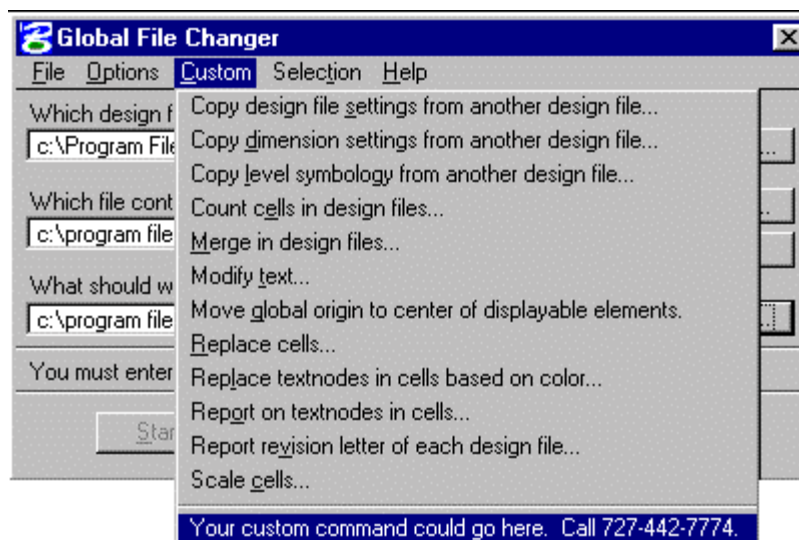 Global File Changer
File Options Custom Selection Help
Which design f
c:\Program File
...
Which file cont
c:\program file
What should w
c:\program file
You must enter
Star
Copy design file settings from another design file...
Copy dimension settings from another design file...
Copy level symbology from another design file...
Count cells in design files...
Merge in design files...
Modify text...
Move global origin to center of displayable elements.
Replace cells...
Replace textnodes in cells based on color...
Report on textnodes in cells...
Report revision letter of each design file...
Scale cells...
Your custom command could go here. Call 727-442-7774.